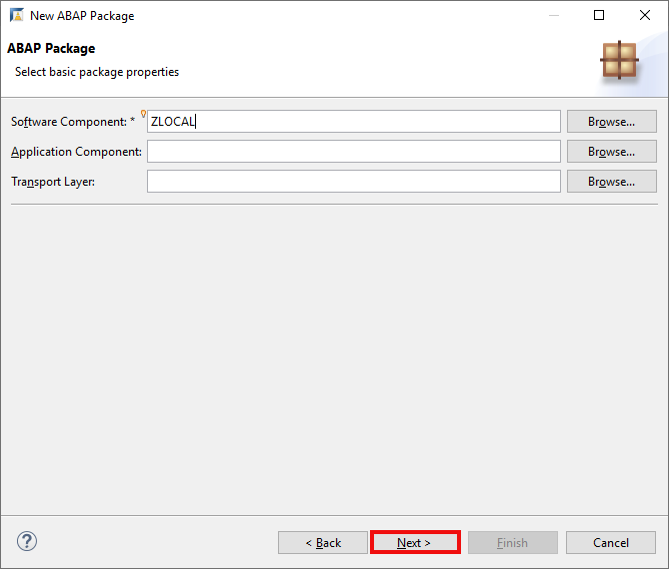 New ABAP Package
ABAP Package
Select basic package properties
Software Component: * ZLOCAL Browse...
Application Component: Browse...
Transport Layer: Browse...
? < Back Next > Finish Cancel